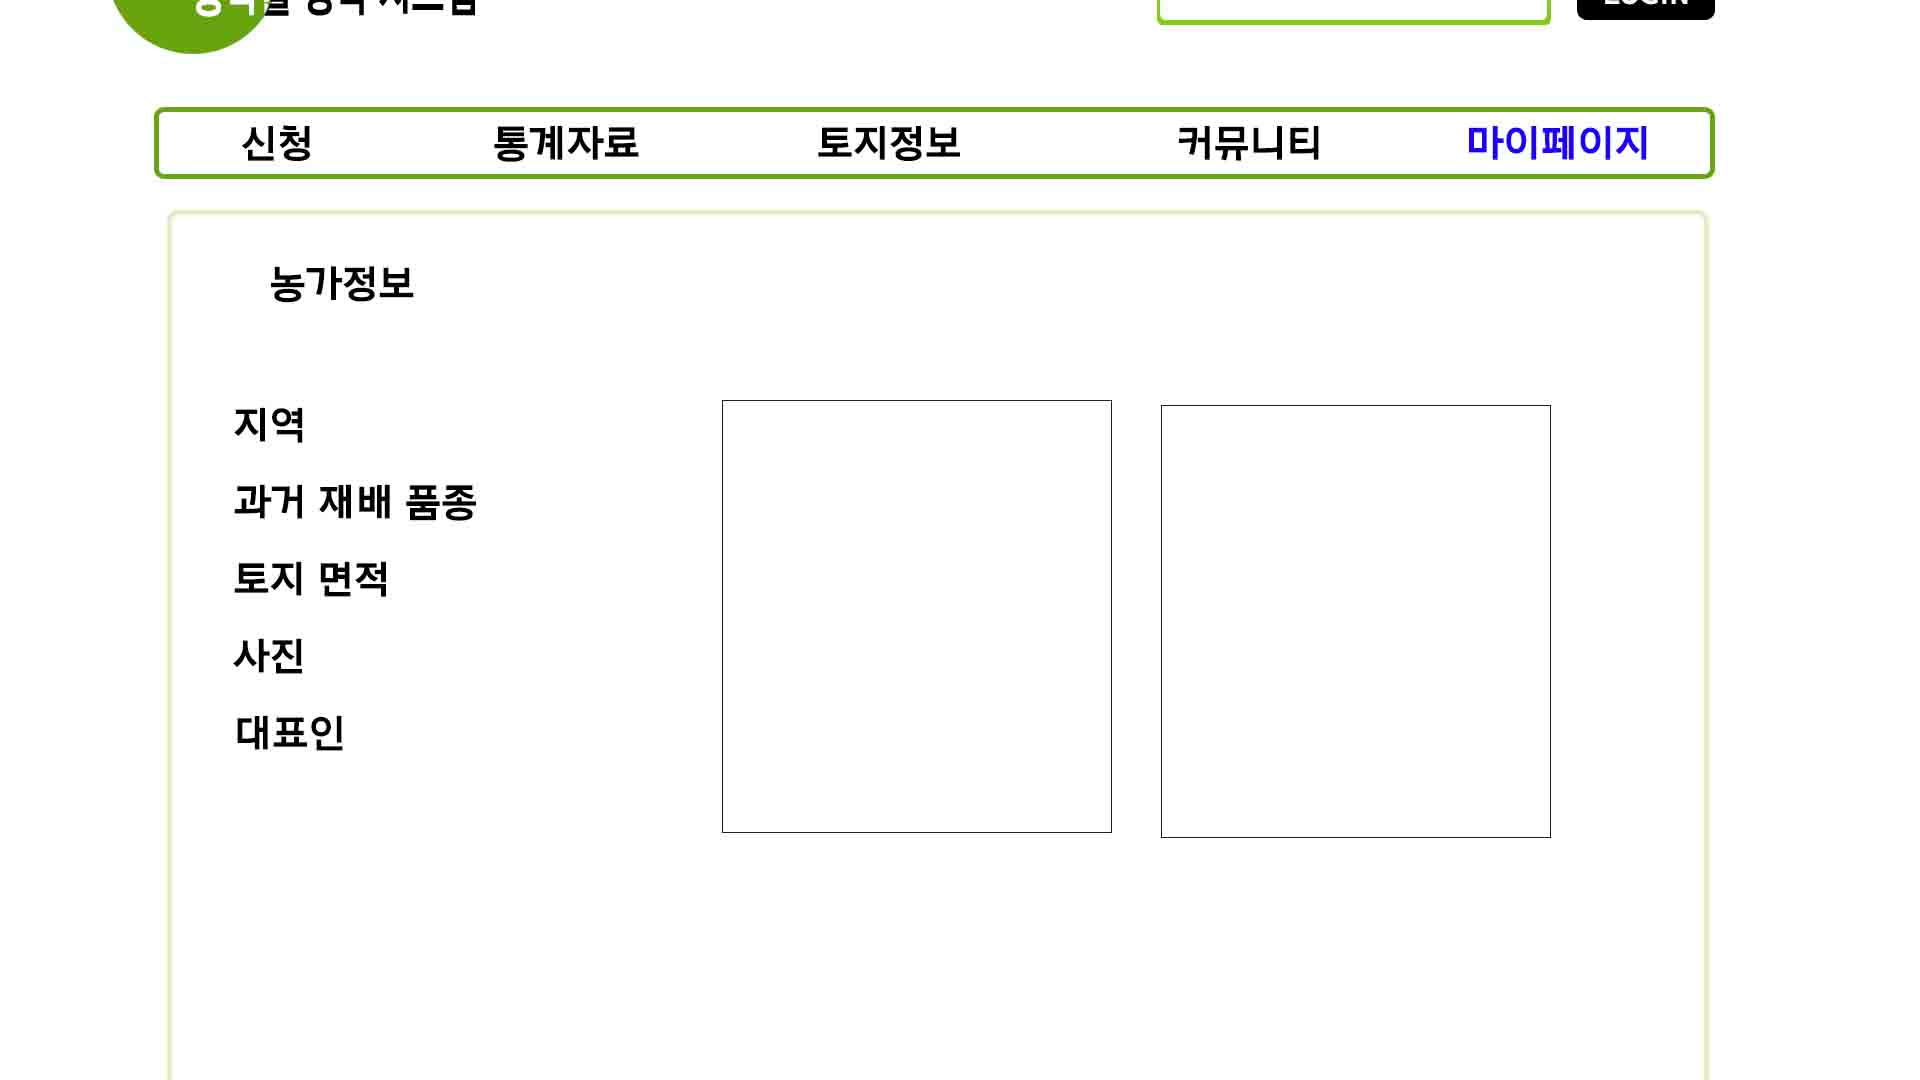 LOGIN
신청 통계자료 토지정보 커뮤니티 마이페이지
농가정보
지역
과거 재배 품종
토지 면적
사진
대표인